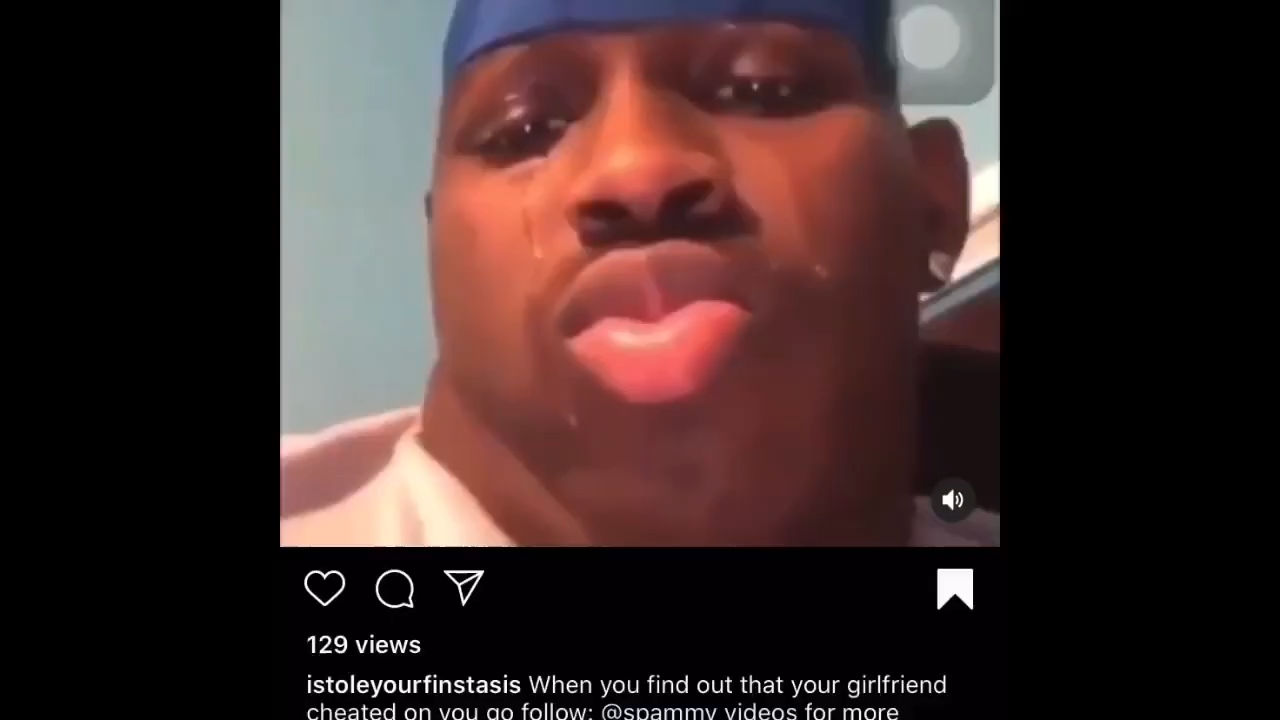 129 views
istoleyourfinstasis When you find out that your girlfriend
cheated on you go follow: @spammy videos for more